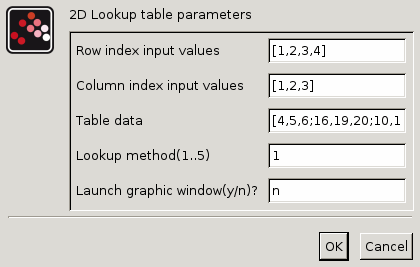 2D Lookup table parameters
Row index input values [1,2,3,4]
Column index input values [1,2,3]
Table data [4,5,6;16,19,20;10,1
Lookup method(1..5) 1
Launch graphic window(y/n)? n
OK Cancel